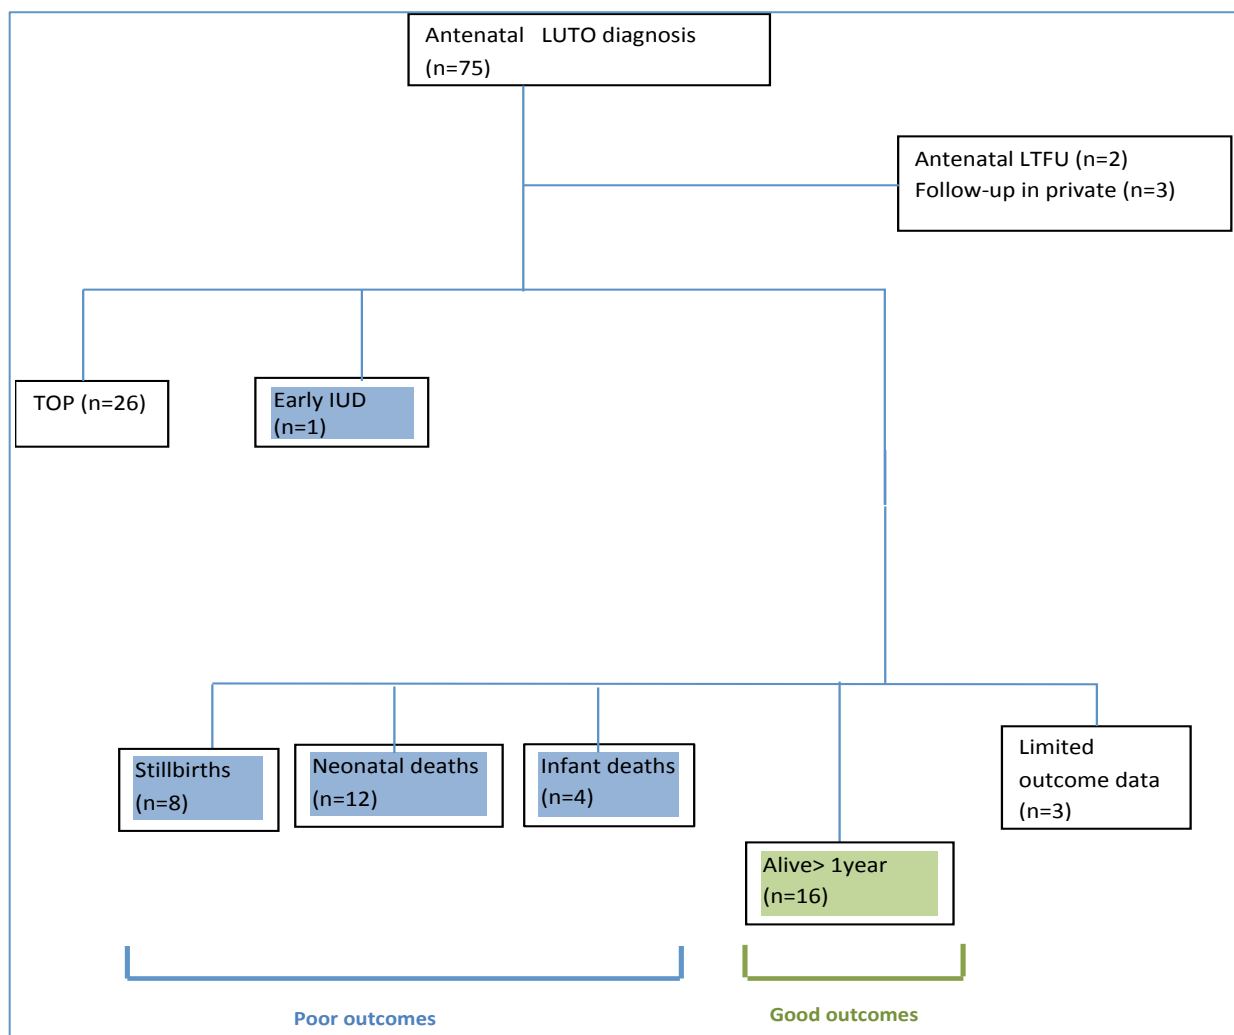 Antenatal LUTO diagnosis
(n=75)
Antenatal LTFU (n=2)
Follow-up in private (n=3)
TOP (n=26)
Early IUD
(n=1)
Stillbirths
(n=8)
Neonatal deaths
(n=12)
Infant deaths
(n=4)
Limited
outcome data
(n=3)
Alive> 1year
(n=16)
Poor outcomes
Good outcomes